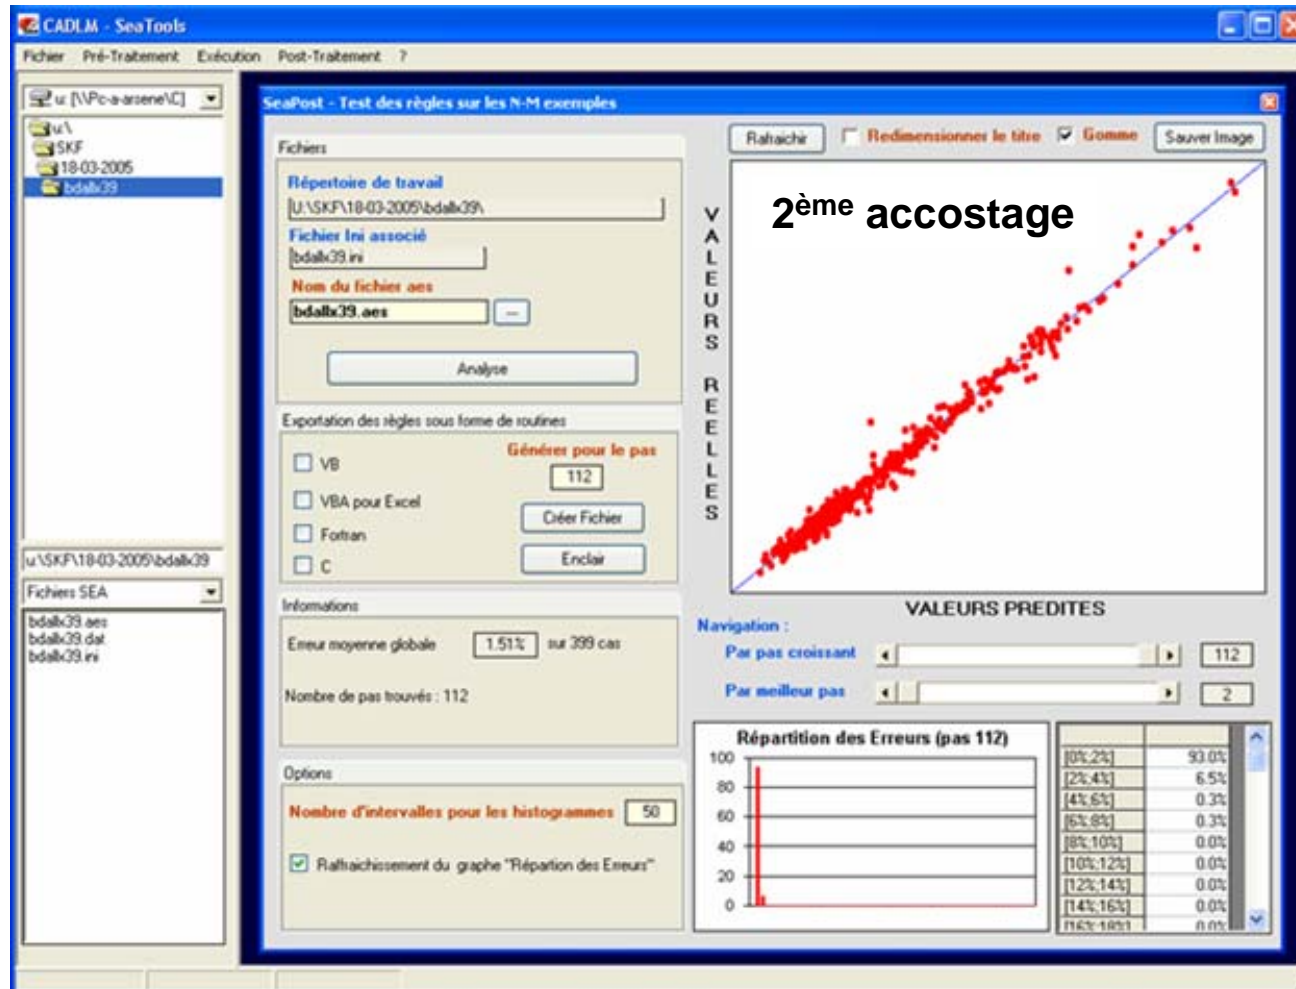 CADLM - SeaTools
Fichier Pré-Traitement Exécution Post-Traitement ?
u: [\\Pc-a-arsene\C]
u:\
SKF
18-03-2005
bdallx39
u:\SKF\18-03-2005\bdallx39
Fichiers SEA
bdallx39.aes
bdallx39.dat
bdallx39.ini
SeaPost - Test des règles sur les N-M exemples
Fichiers
Répertoire de travail
U:\SKF\18-03-2005\bdallx39\
Fichier Ini associé
bdallx39.ini
Nom du fichier aes
bdallx39.aes ...
Analyse
Exportation des règles sous forme de routines
VB
VBA pour Excel
Fortran
C
Générer pour le pas
112
Créer Fichier
Enclair
Informations
Erreur moyenne globale 1.51% sur 399 cas
Nombre de pas trouvés : 112
Options
Nombre d'intervalles pour les histogrammes 50
Raffraichissement du graphe "Répartion des Erreurs"
Rafraichir Redimensionner le titre Gomme Sauver Image
2ème accostage
VALEURS REELLES
VALEURS PREDITES
Navigation :
Par pas croissant 112
Par meilleur pas 2
Répartition des Erreurs (pas 112)
100
80
60
40
20
0
[0%;2%] 93.0%
[2%;4%] 6.5%
[4%;6%] 0.3%
[6%;8%] 0.3%
[8%;10%] 0.0%
[10%;12%] 0.0%
[12%;14%] 0.0%
[14%;16%] 0.0%
[16%;18%] 0.0%